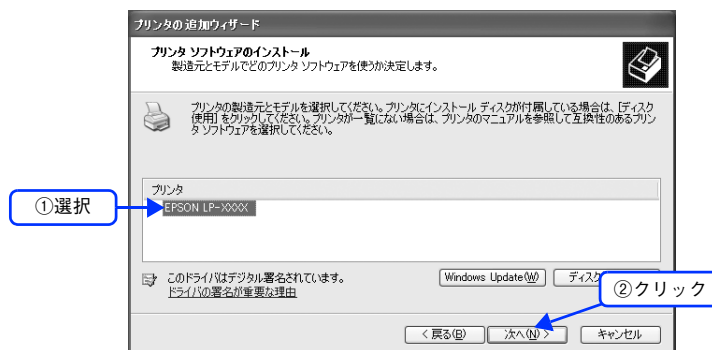 プリンタの追加ウィザード
プリンタ ソフトウェアのインストール
製造元とモデルでどのプリンタ ソフトウェアを使うか決定します。
プリンタの製造元とモデルを選択してください。プリンタにインストール ディスクが付属している場合は、[ディスク
使用] をクリックしてください。プリンタが一覧にない場合は、プリンタのマニュアルを参照して互換性のあるプリン
タ ソフトウェアを選択してください。
プリンタ
①選択
EPSON LP-XXXX
このドライバはデジタル署名されています。
ドライバの署名が重要な理由
Windows Update(W)
ディスク
②クリック
< 戻る(B)
次へ(N) >
キャンセル